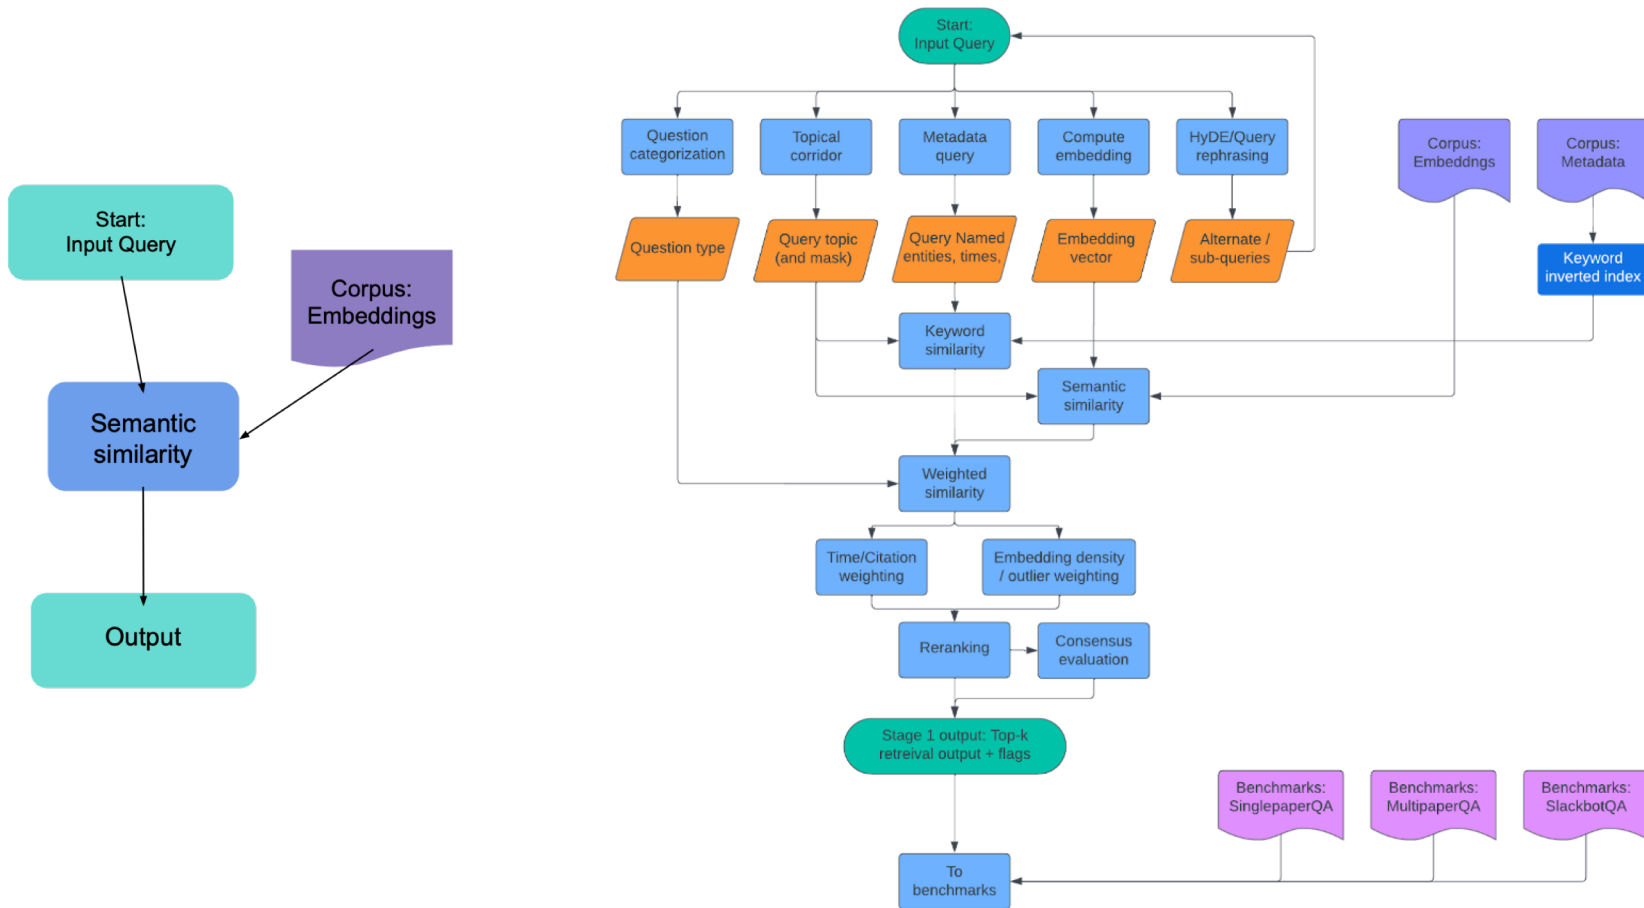 Start:
Input Query
Corpus:
Embeddings
Semantic
similarity
Output
Start:
Input Query
Question
categorization
Topical
corridor
Metadata
query
Compute
embedding
HyDE/Query
rephrasing
Corpus:
Embeddngs
Corpus:
Metadata
Question type
Query topic
(and mask)
Query Named
entities, times,
Embedding
vector
Alternate /
sub-queries
Keyword
inverted index
Keyword
similarity
Semantic
similarity
Weighted
similarity
Time/Citation
weighting
Embedding density
/ outlier weighting
Reranking
Consensus
evaluation
Stage 1 output: Top-k
retreival output + flags
Benchmarks:
SinglepaperQA
Benchmarks:
MultipaperQA
Benchmarks:
SlackbotQA
To
benchmarks